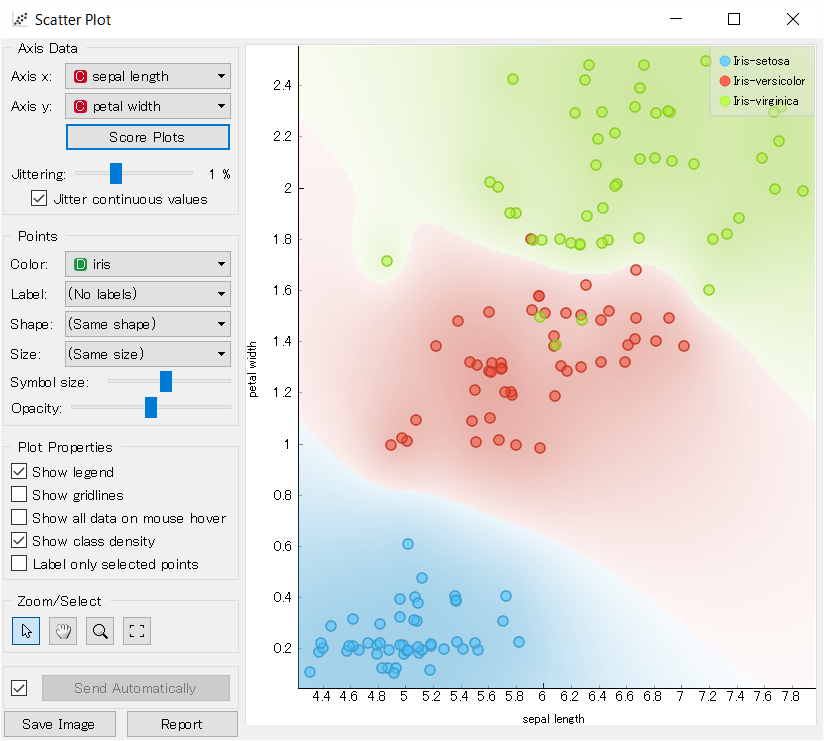 Scatter Plot
Axis Data
Axis x: C sepal length
Axis y: C petal width
Score Plots
Jittering: 1 %
Jitter continuous values
Points
Color: D iris
Label: (No labels)
Shape: (Same shape)
Size: (Same size)
Symbol size:
Opacity:
Plot Properties
Show legend
Show gridlines
Show all data on mouse hover
Show class density
Label only selected points
Zoom/Select
Send Automatically
Save Image Report
Iris-setosa
Iris-versicolor
Iris-virginica
petal width
2.4
2.2
2
1.8
1.6
1.4
1.2
1
0.8
0.6
0.4
0.2
4.4 4.6 4.8 5 5.2 5.4 5.6 5.8 6 6.2 6.4 6.6 6.8 7 7.2 7.4 7.6 7.8
sepal length